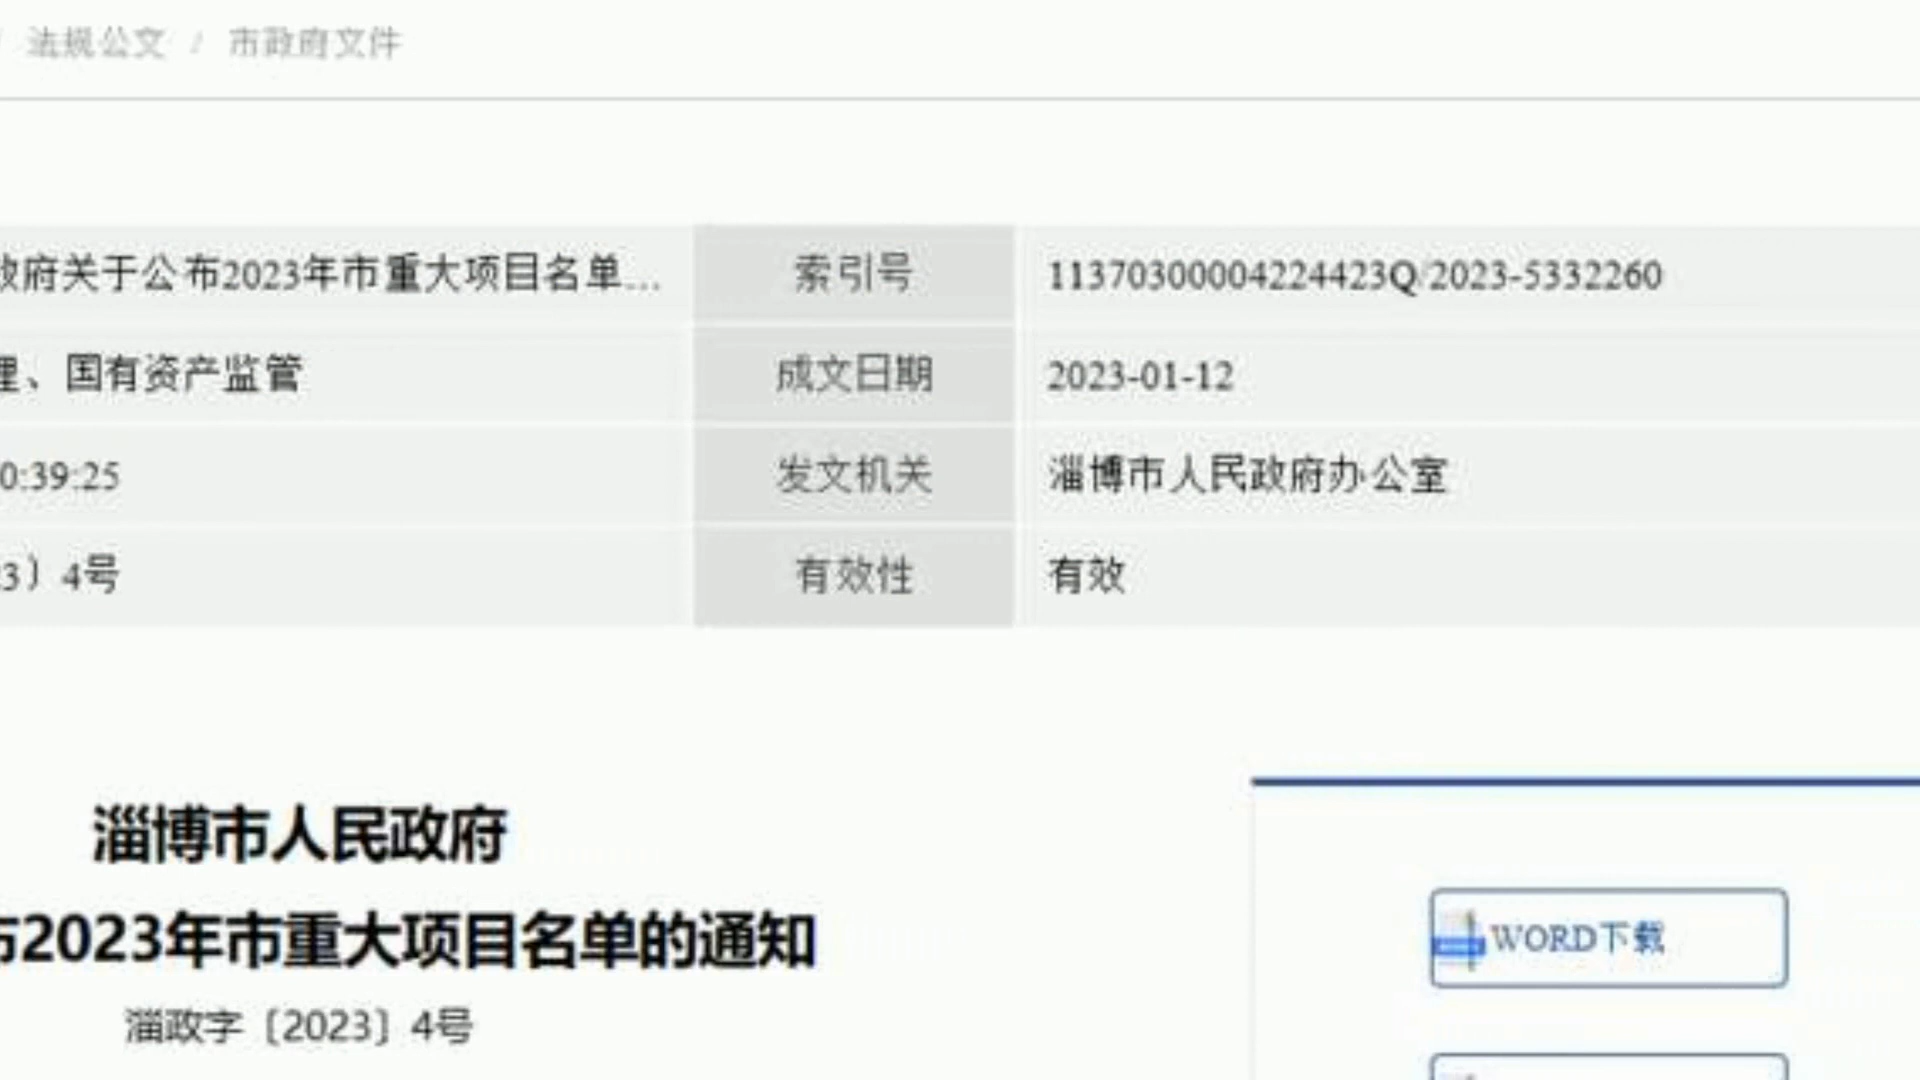 法规公文 / 市政府文件
政府关于公布2023年市重大项目名单...
索引号
11370300004224423Q/2023-5332260
理、国有资产监管
成文日期
2023-01-12
0:39:25
发文机关
淄博市人民政府办公室
3〕4号
有效性
有效
淄博市人民政府
布2023年市重大项目名单的通知
淄政字〔2023〕4号
WORD下载